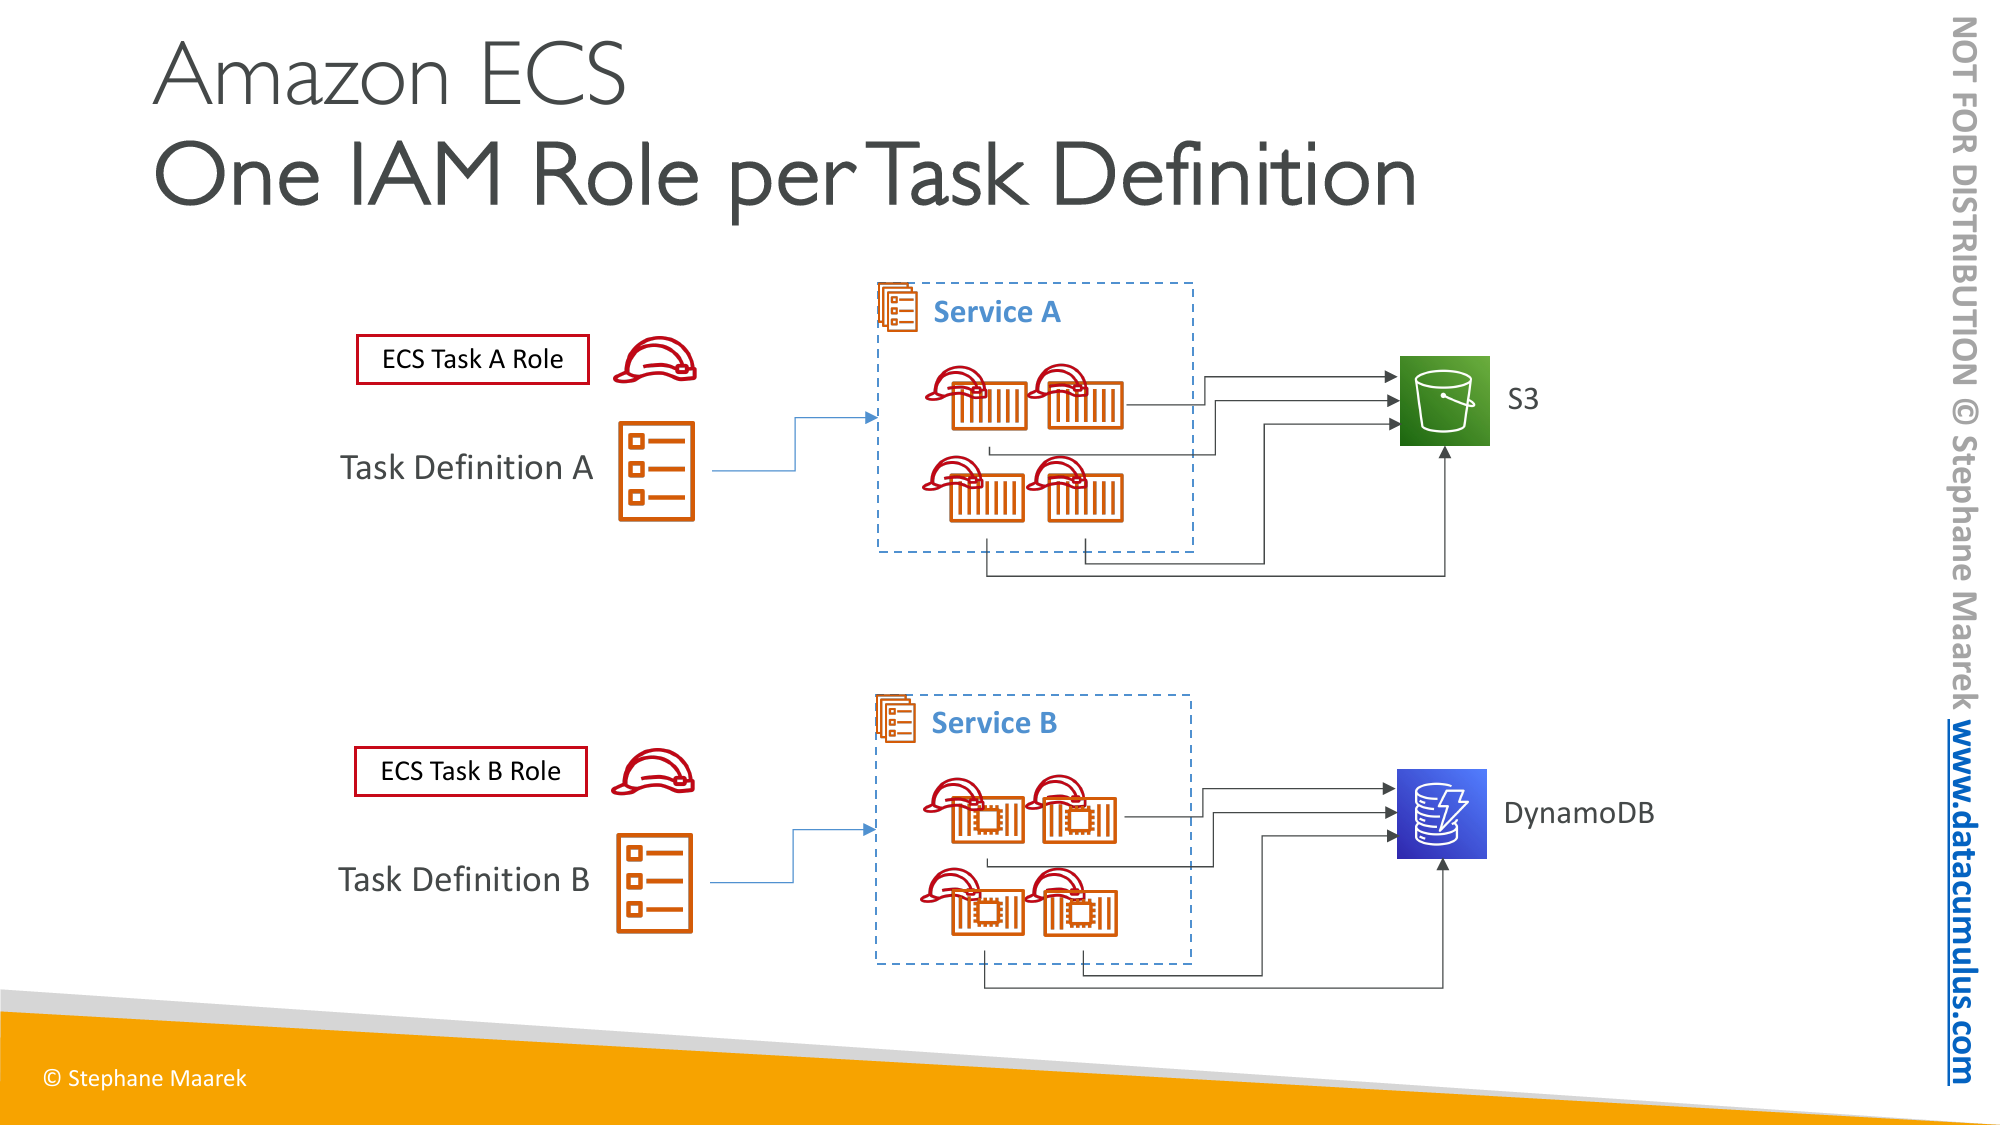 Amazon ECS
One IAM Role per Task Definition
Service A
ECS Task A Role
S3
Task Definition A
Service B
ECS Task B Role
DynamoDB
Task Definition B
© Stephane Maarek
NOT FOR DISTRIBUTION © Stephane Maarek www.datacumulus.com